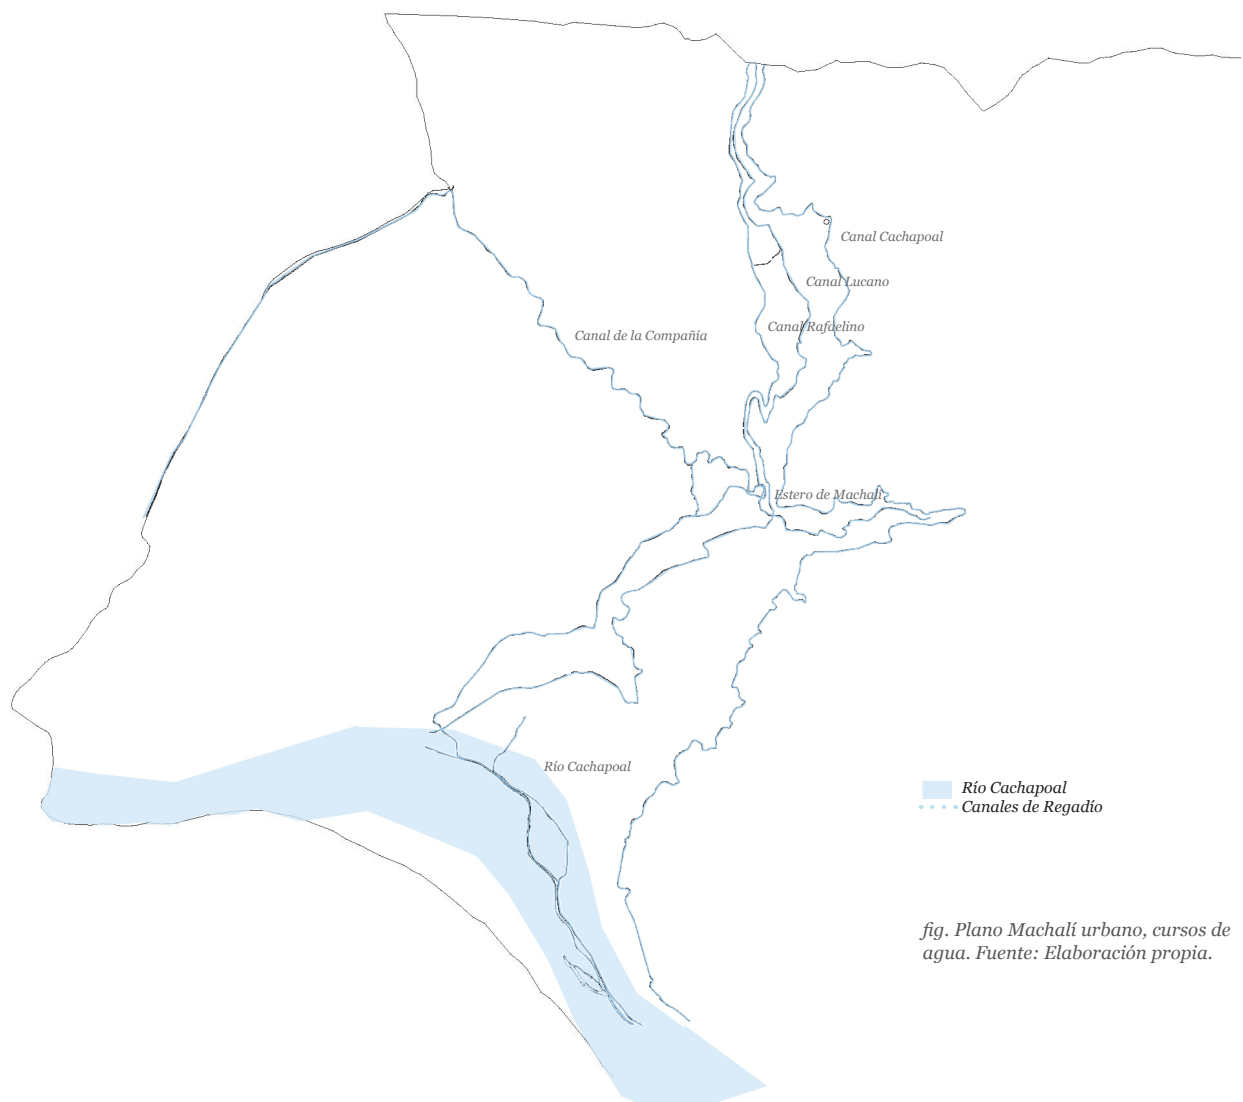 Canal Cachapoal
Canal Lucano
Canal Rafaelino
Canal de la Compañía
Estero de Machalí
Río Cachapoal
Río Cachapoal
Canales de Regadío
fig. Plano Machalí urbano, cursos de
agua. Fuente: Elaboración propia.